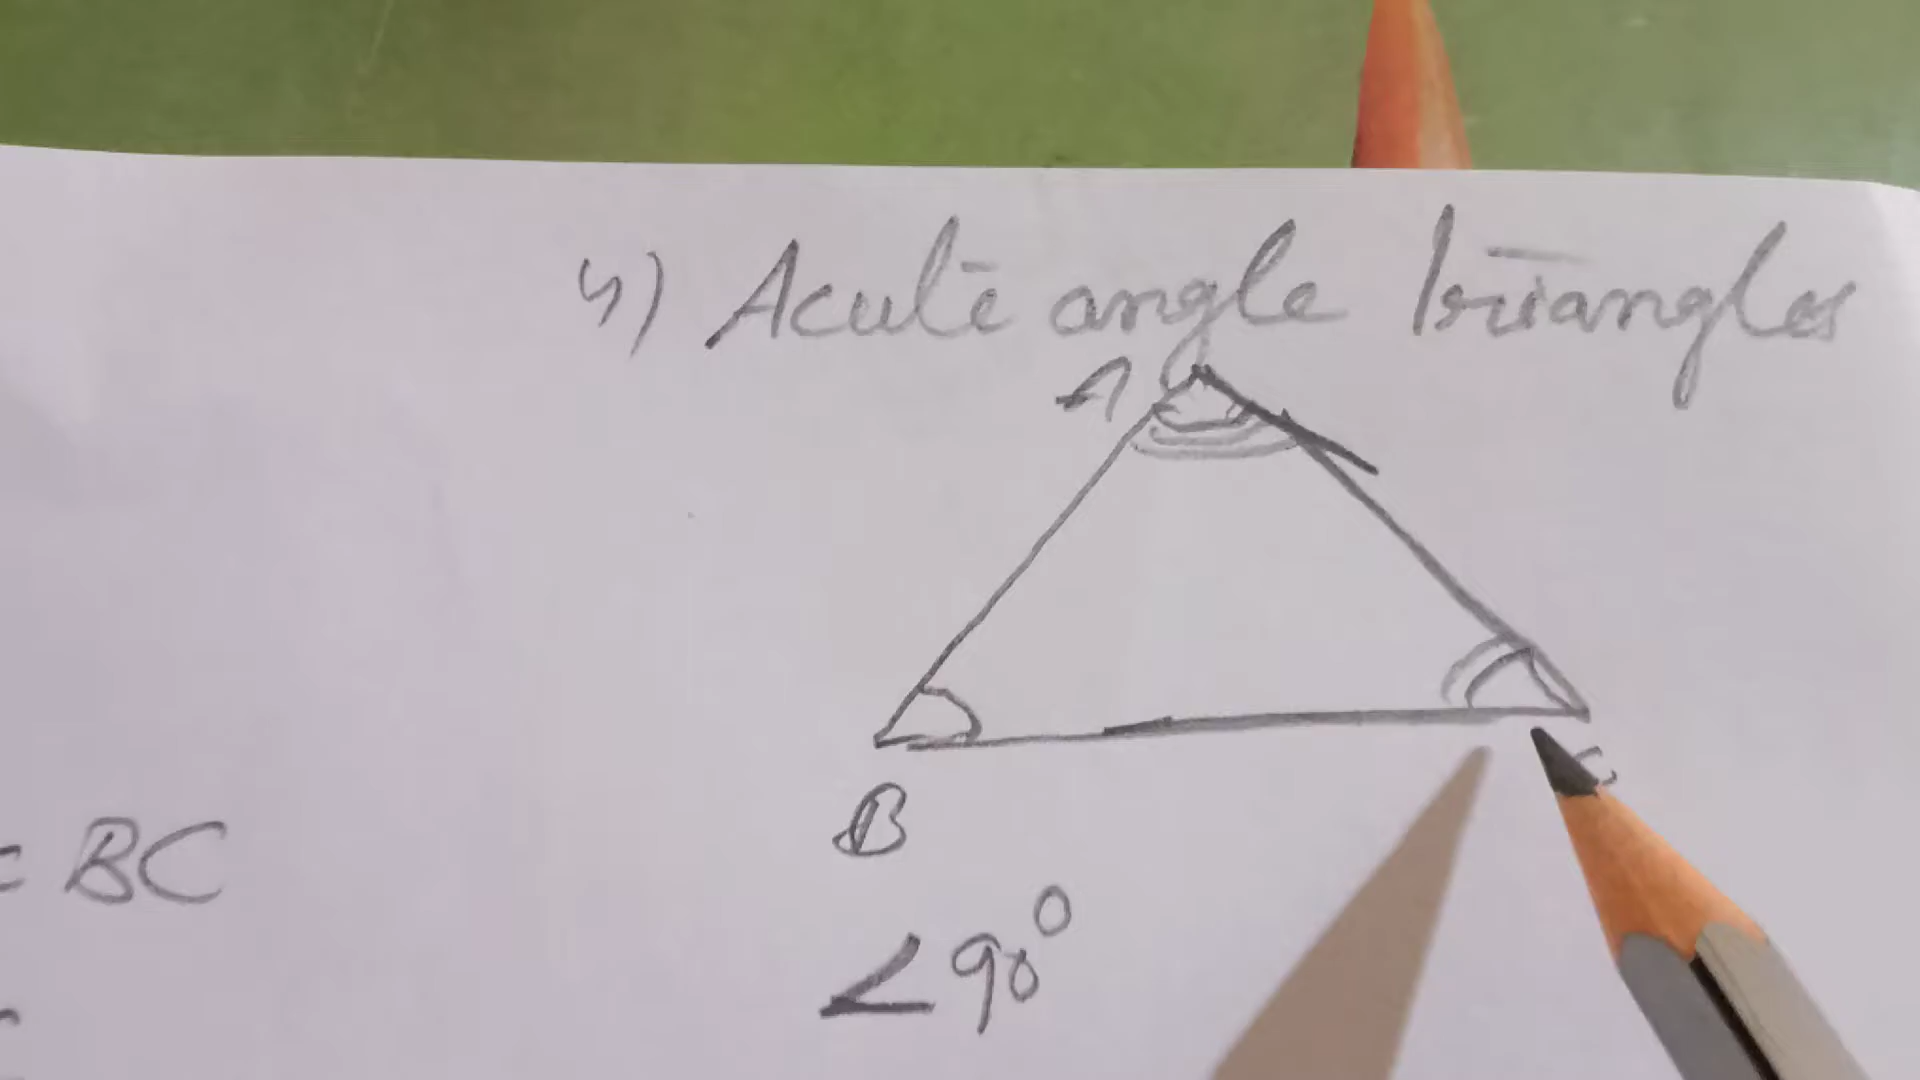 4) Acute angle Triangles
A
B
C
= BC
∠90°